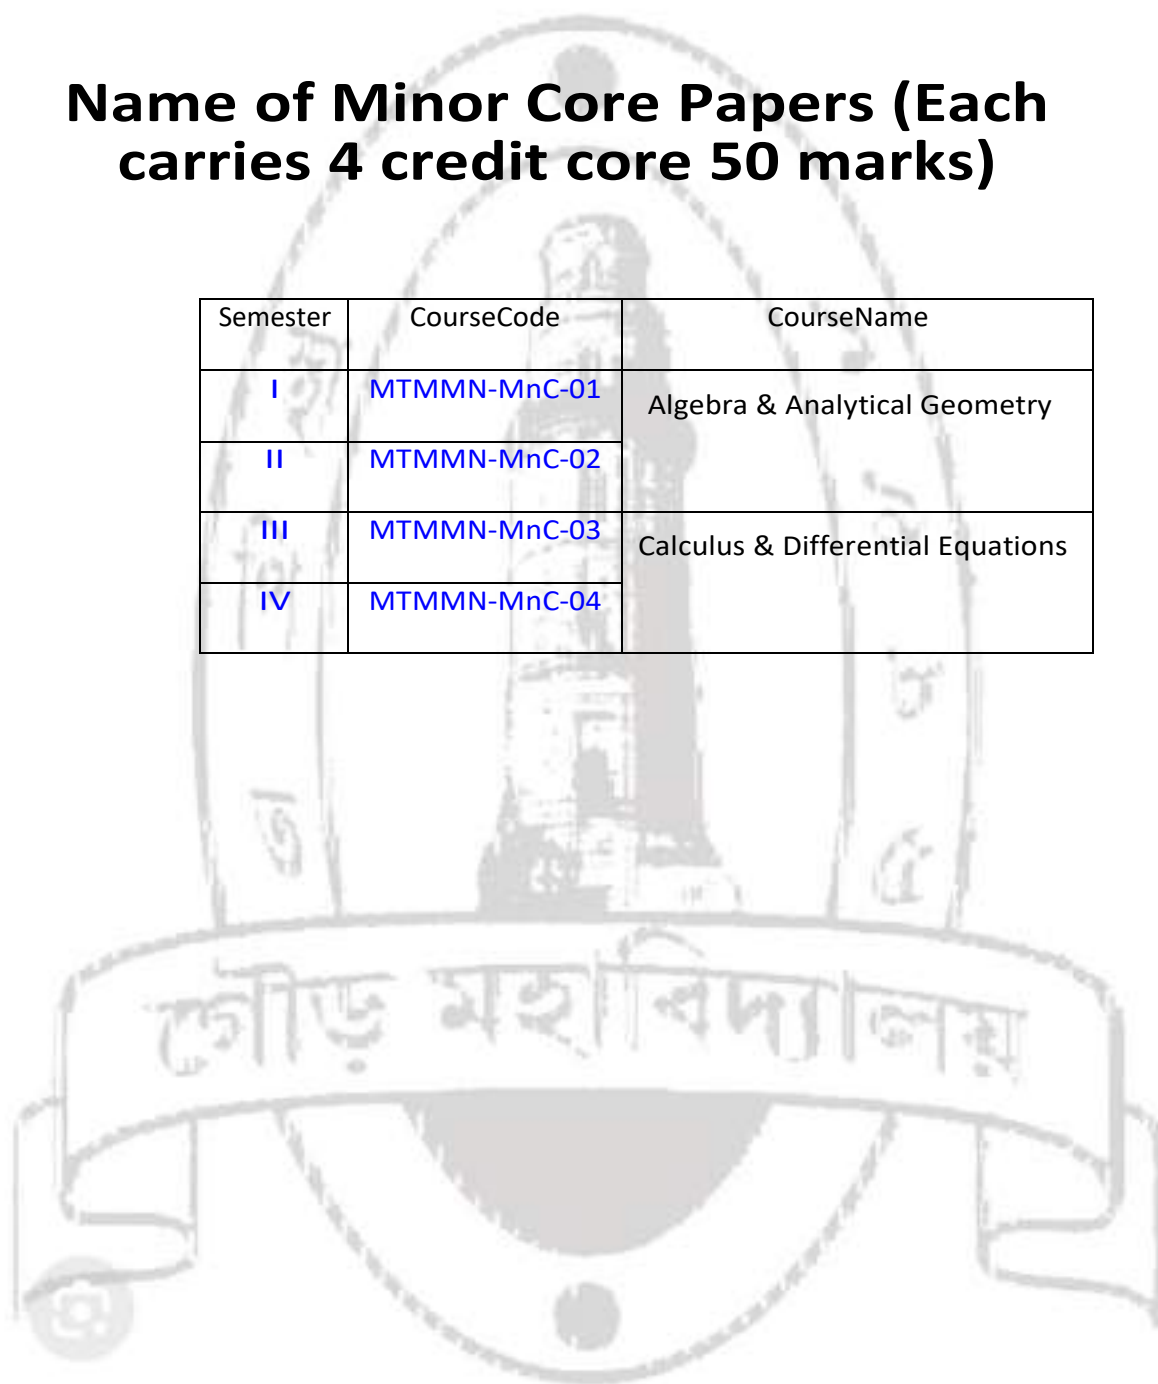 Name of Minor Core Papers (Each
carries 4 credit core 50 marks)
Semester CourseCode CourseName
I MTMMN-MnC-01 Algebra & Analytical Geometry
II MTMMN-MnC-02
III MTMMN-MnC-03 Calculus & Differential Equations
IV MTMMN-MnC-04
গৌড় মহাবিদ্যালয়